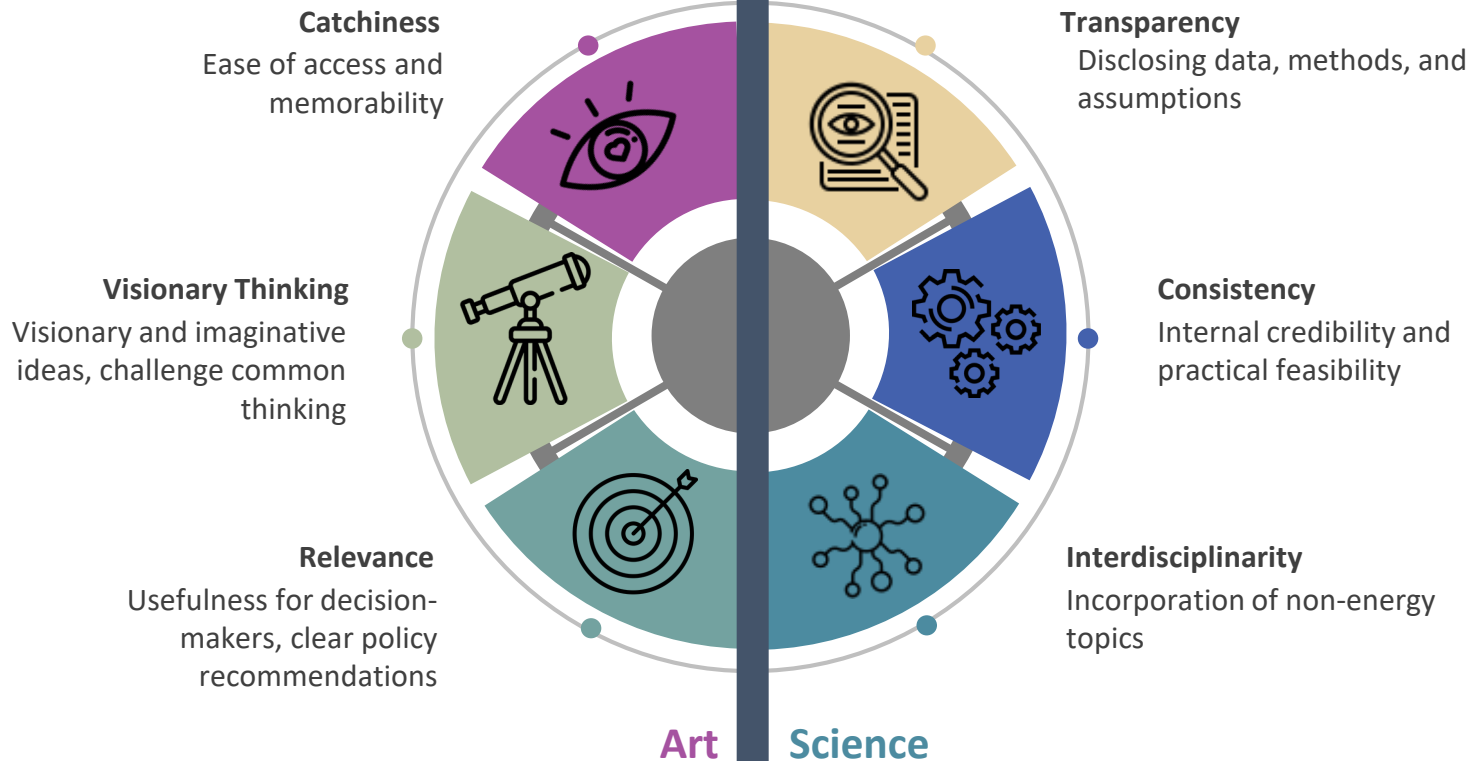 Catchiness
Ease of access and
memorability
Visionary Thinking
Visionary and imaginative
ideas, challenge common
thinking
Relevance
Usefulness for decision-
makers, clear policy
recommendations
Transparency
Disclosing data, methods, and
assumptions
Consistency
Internal credibility and
practical feasibility
Interdisciplinarity
Incorporation of non-energy
topics
Art
Science